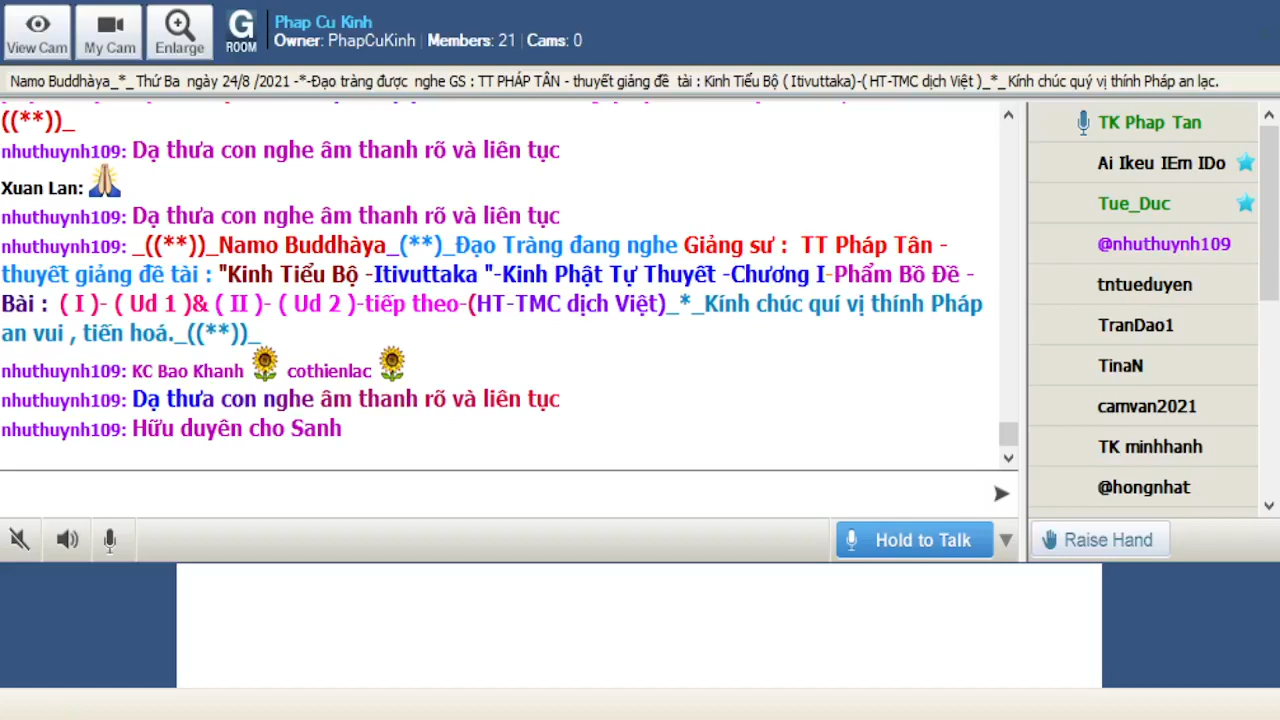 View Cam
My Cam
Enlarge
G
ROOM
Phap Cu Kinh
Owner: PhapCuKinh | Members: 21 | Cams: 0
Namo Buddhàya_*_ Thứ Ba ngày 24/8 /2021 -*-Đạo tràng được nghe GS : TT PHÁP TÂN - thuyết giảng đề tài : Kinh Tiểu Bộ ( Itivuttaka)-( HT-TMC dịch Việt )_*_ Kính chúc quý vị thính Pháp an lạc.
((**))_
nhuthuynh109: Dạ thưa con nghe âm thanh rõ và liên tục
Xuan Lan:
nhuthuynh109: Dạ thưa con nghe âm thanh rõ và liên tục
nhuthuynh109: _((**))_Namo Buddhàya_(**)_Đạo Tràng đang nghe Giảng sư : TT Pháp Tân -
thuyết giảng đề tài : "Kinh Tiểu Bộ -Itivuttaka "-Kinh Phật Tự Thuyết -Chương I-Phẩm Bồ Đề -
Bài : ( I )- ( Ud 1 )& ( II )- ( Ud 2 )-tiếp theo-(HT-TMC dịch Việt)_*_Kính chúc quí vị thính Pháp
an vui , tiến hoá._((**))_
nhuthuynh109: KC Bao Khanh cothienlac
nhuthuynh109: Dạ thưa con nghe âm thanh rõ và liên tục
nhuthuynh109: Hữu duyên cho Sanh
TK Phap Tan
Ai Ikeu IEm IDo
Tue_Duc
@nhuthuynh109
tntueduyen
TranDao1
TinaN
camvan2021
TK minhhanh
@hongnhat
Hold to Talk
Raise Hand